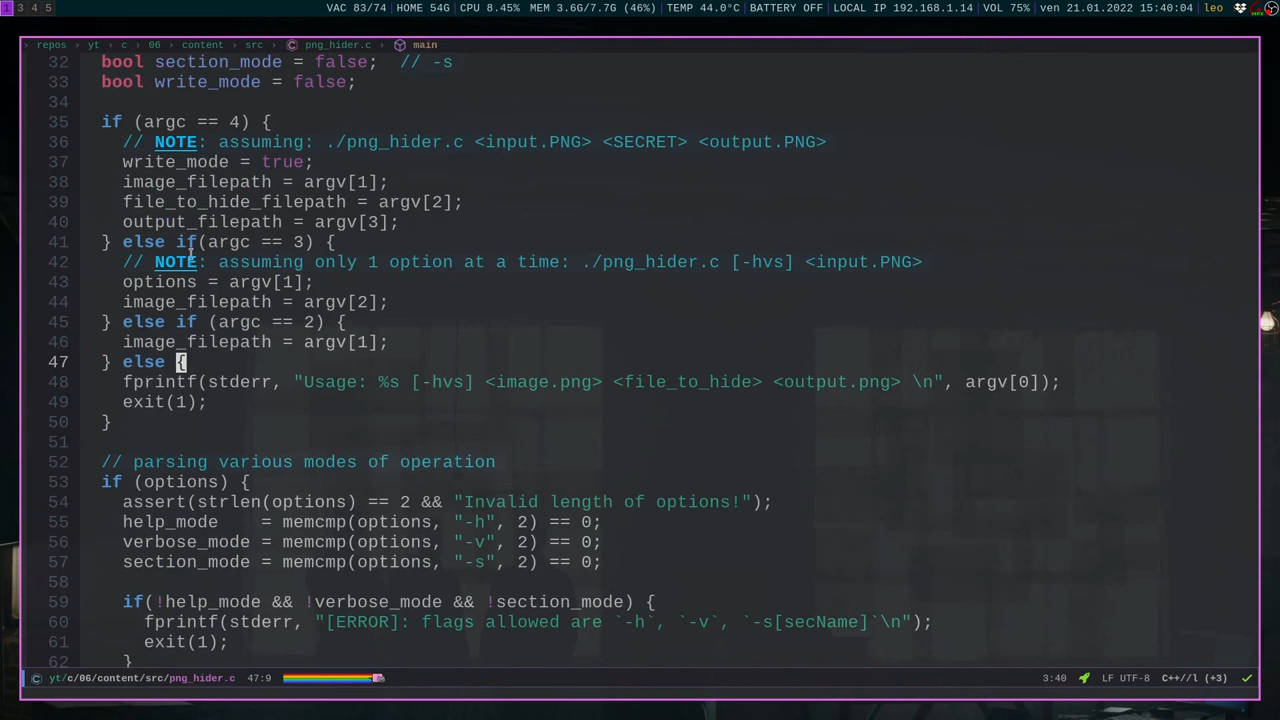 1 3 4 5 VAC 83/74 | HOME 54G | CPU 8.45% MEM 3.6G/7.7G (46%) | TEMP 44.0°C | BATTERY OFF | LOCAL IP 192.168.1.14 | VOL 75% | ven 21.01.2022 15:40:04 | leo
repos yt c 06 content src png_hider.c main
32 bool section_mode = false; // -s
33 bool write_mode = false;
34
35 if (argc == 4) {
36 // NOTE: assuming: ./png_hider.c <input.PNG> <SECRET> <output.PNG>
37 write_mode = true;
38 image_filepath = argv[1];
39 file_to_hide_filepath = argv[2];
40 output_filepath = argv[3];
41 } else if(argc == 3) {
42 // NOTE: assuming only 1 option at a time: ./png_hider.c [-hvs] <input.PNG>
43 options = argv[1];
44 image_filepath = argv[2];
45 } else if (argc == 2) {
46 image_filepath = argv[1];
47 } else {
48 fprintf(stderr, "Usage: %s [-hvs] <image.png> <file_to_hide> <output.png> \n", argv[0]);
49 exit(1);
50 }
51
52 // parsing various modes of operation
53 if (options) {
54 assert(strlen(options) == 2 && "Invalid length of options!");
55 help_mode = memcmp(options, "-h", 2) == 0;
56 verbose_mode = memcmp(options, "-v", 2) == 0;
57 section_mode = memcmp(options, "-s", 2) == 0;
58
59 if(!help_mode && !verbose_mode && !section_mode) {
60 fprintf(stderr, "[ERROR]: flags allowed are `-h`, `-v`, `-s[secName]`\n");
61 exit(1);
62 }
yt/c/06/content/src/png_hider.c 47:9 3:40 LF UTF-8 C++//l (+3)